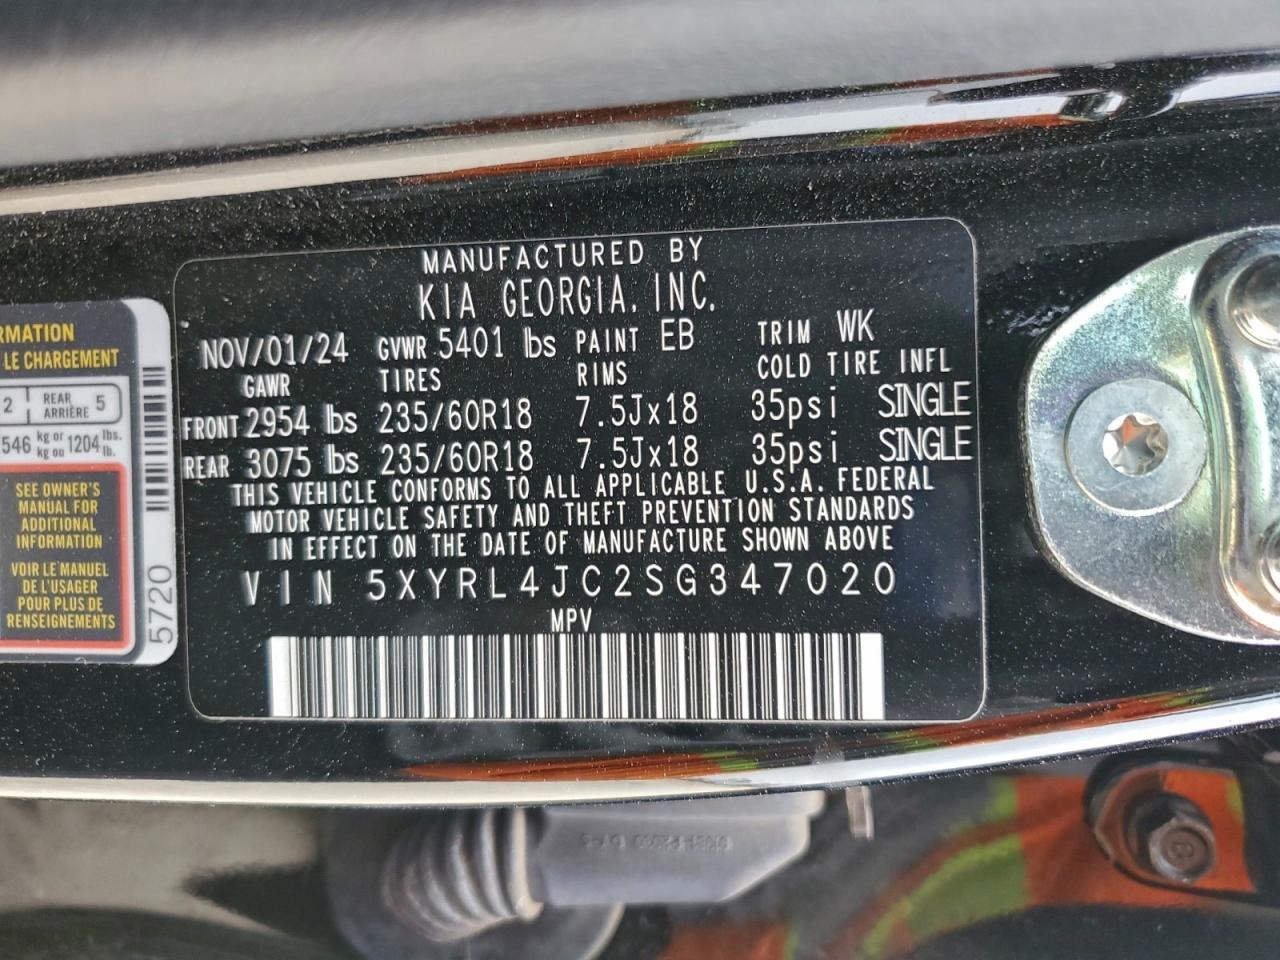 MANUFACTURED BY
KIA GEORGIA, INC.
NOV/01/24 GVWR 5401 lbs PAINT EB TRIM WK
GAWR TIRES RIMS COLD TIRE INFL
FRONT 2954 lbs 235/60R18 7.5Jx18 35psi SINGLE
REAR 3075 lbs 235/60R18 7.5Jx18 35psi SINGLE
THIS VEHICLE CONFORMS TO ALL APPLICABLE U.S.A. FEDERAL
MOTOR VEHICLE SAFETY AND THEFT PREVENTION STANDARDS
IN EFFECT ON THE DATE OF MANUFACTURE SHOWN ABOVE
VIN 5XYRL4JC2SG347020
MPV
RMATION
LE CHARGEMENT
2 REAR ARRIÈRE 5
546 kg or kg ou 1204 lbs. lb.
SEE OWNER'S
MANUAL FOR
ADDITIONAL
INFORMATION
VOIR LE MANUEL
DE L'USAGER
POUR PLUS DE
RENSEIGNEMENTS
5720
8